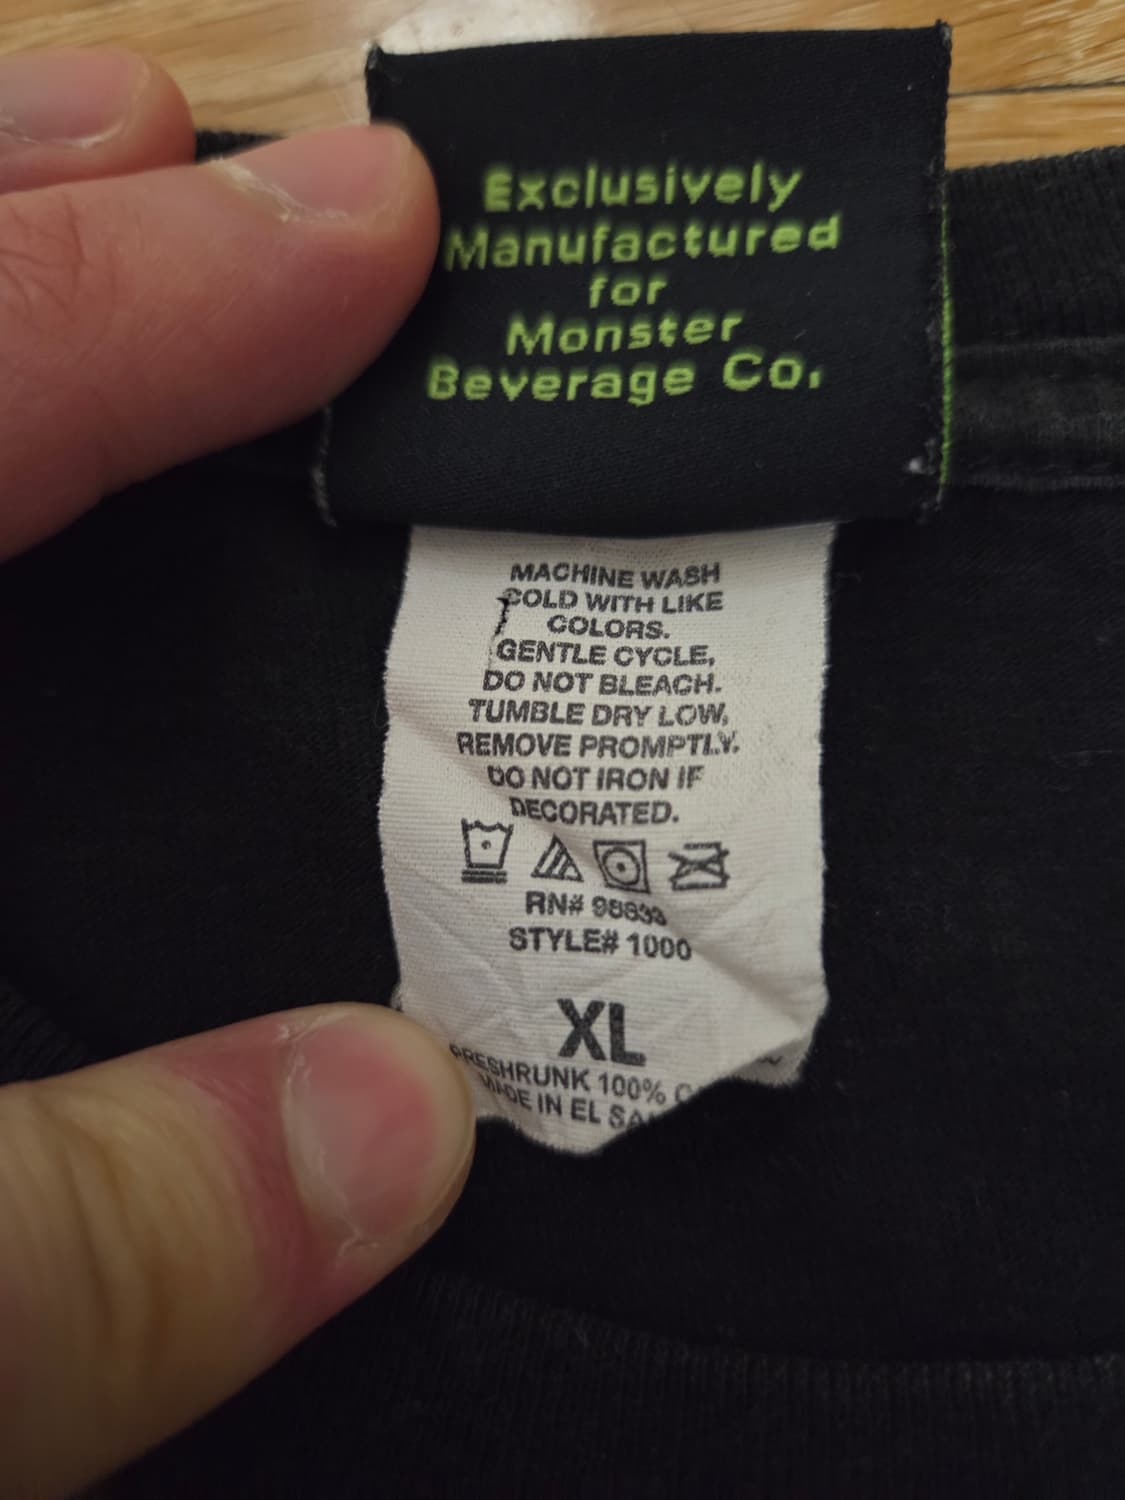 Exclusively
Manufactured
for
Monster
Beverage Co.
MACHINE WASH
COLD WITH LIKE
COLORS.
GENTLE CYCLE,
DO NOT BLEACH.
TUMBLE DRY LOW,
REMOVE PROMPTLY.
DO NOT IRON IF
DECORATED.
RN#
STYLE# 1000
XL
PRESHRUNK 100%
MADE IN EL